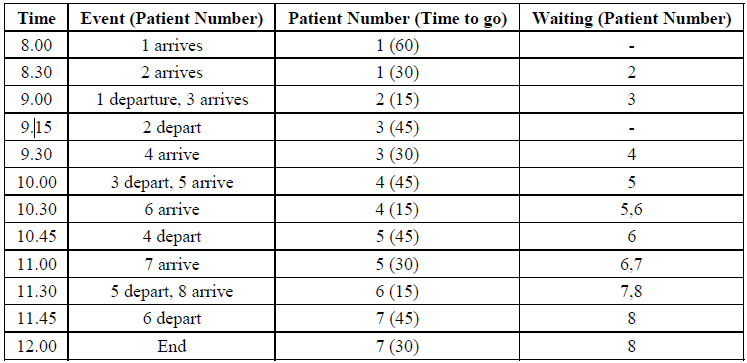 Time Event (Patient Number) Patient Number (Time to go) Waiting (Patient Number)
8.00 1 arrives 1 (60) -
8.30 2 arrives 1 (30) 2
9.00 1 departure, 3 arrives 2 (15) 3
9.15 2 depart 3 (45) -
9.30 4 arrive 3 (30) 4
10.00 3 depart, 5 arrive 4 (45) 5
10.30 6 arrive 4 (15) 5,6
10.45 4 depart 5 (45) 6
11.00 7 arrive 5 (30) 6,7
11.30 5 depart, 8 arrive 6 (15) 7,8
11.45 6 depart 7 (45) 8
12.00 End 7 (30) 8